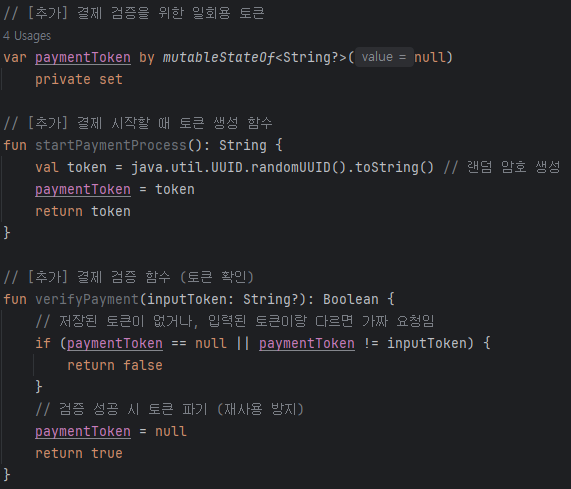 // [추가] 결제 검증을 위한 일회용 토큰
4 Usages
var paymentToken by mutableStateOf<String?>( value = null)
    private set

// [추가] 결제 시작할 때 토큰 생성 함수
fun startPaymentProcess(): String {
    val token = java.util.UUID.randomUUID().toString() // 랜덤 암호 생성
    paymentToken = token
    return token
}

// [추가] 결제 검증 함수 (토큰 확인)
fun verifyPayment(inputToken: String?): Boolean {
    // 저장된 토큰이 없거나, 입력된 토큰이랑 다르면 가짜 요청임
    if (paymentToken == null || paymentToken != inputToken) {
        return false
    }
    // 검증 성공 시 토큰 파기 (재사용 방지)
    paymentToken = null
    return true
}